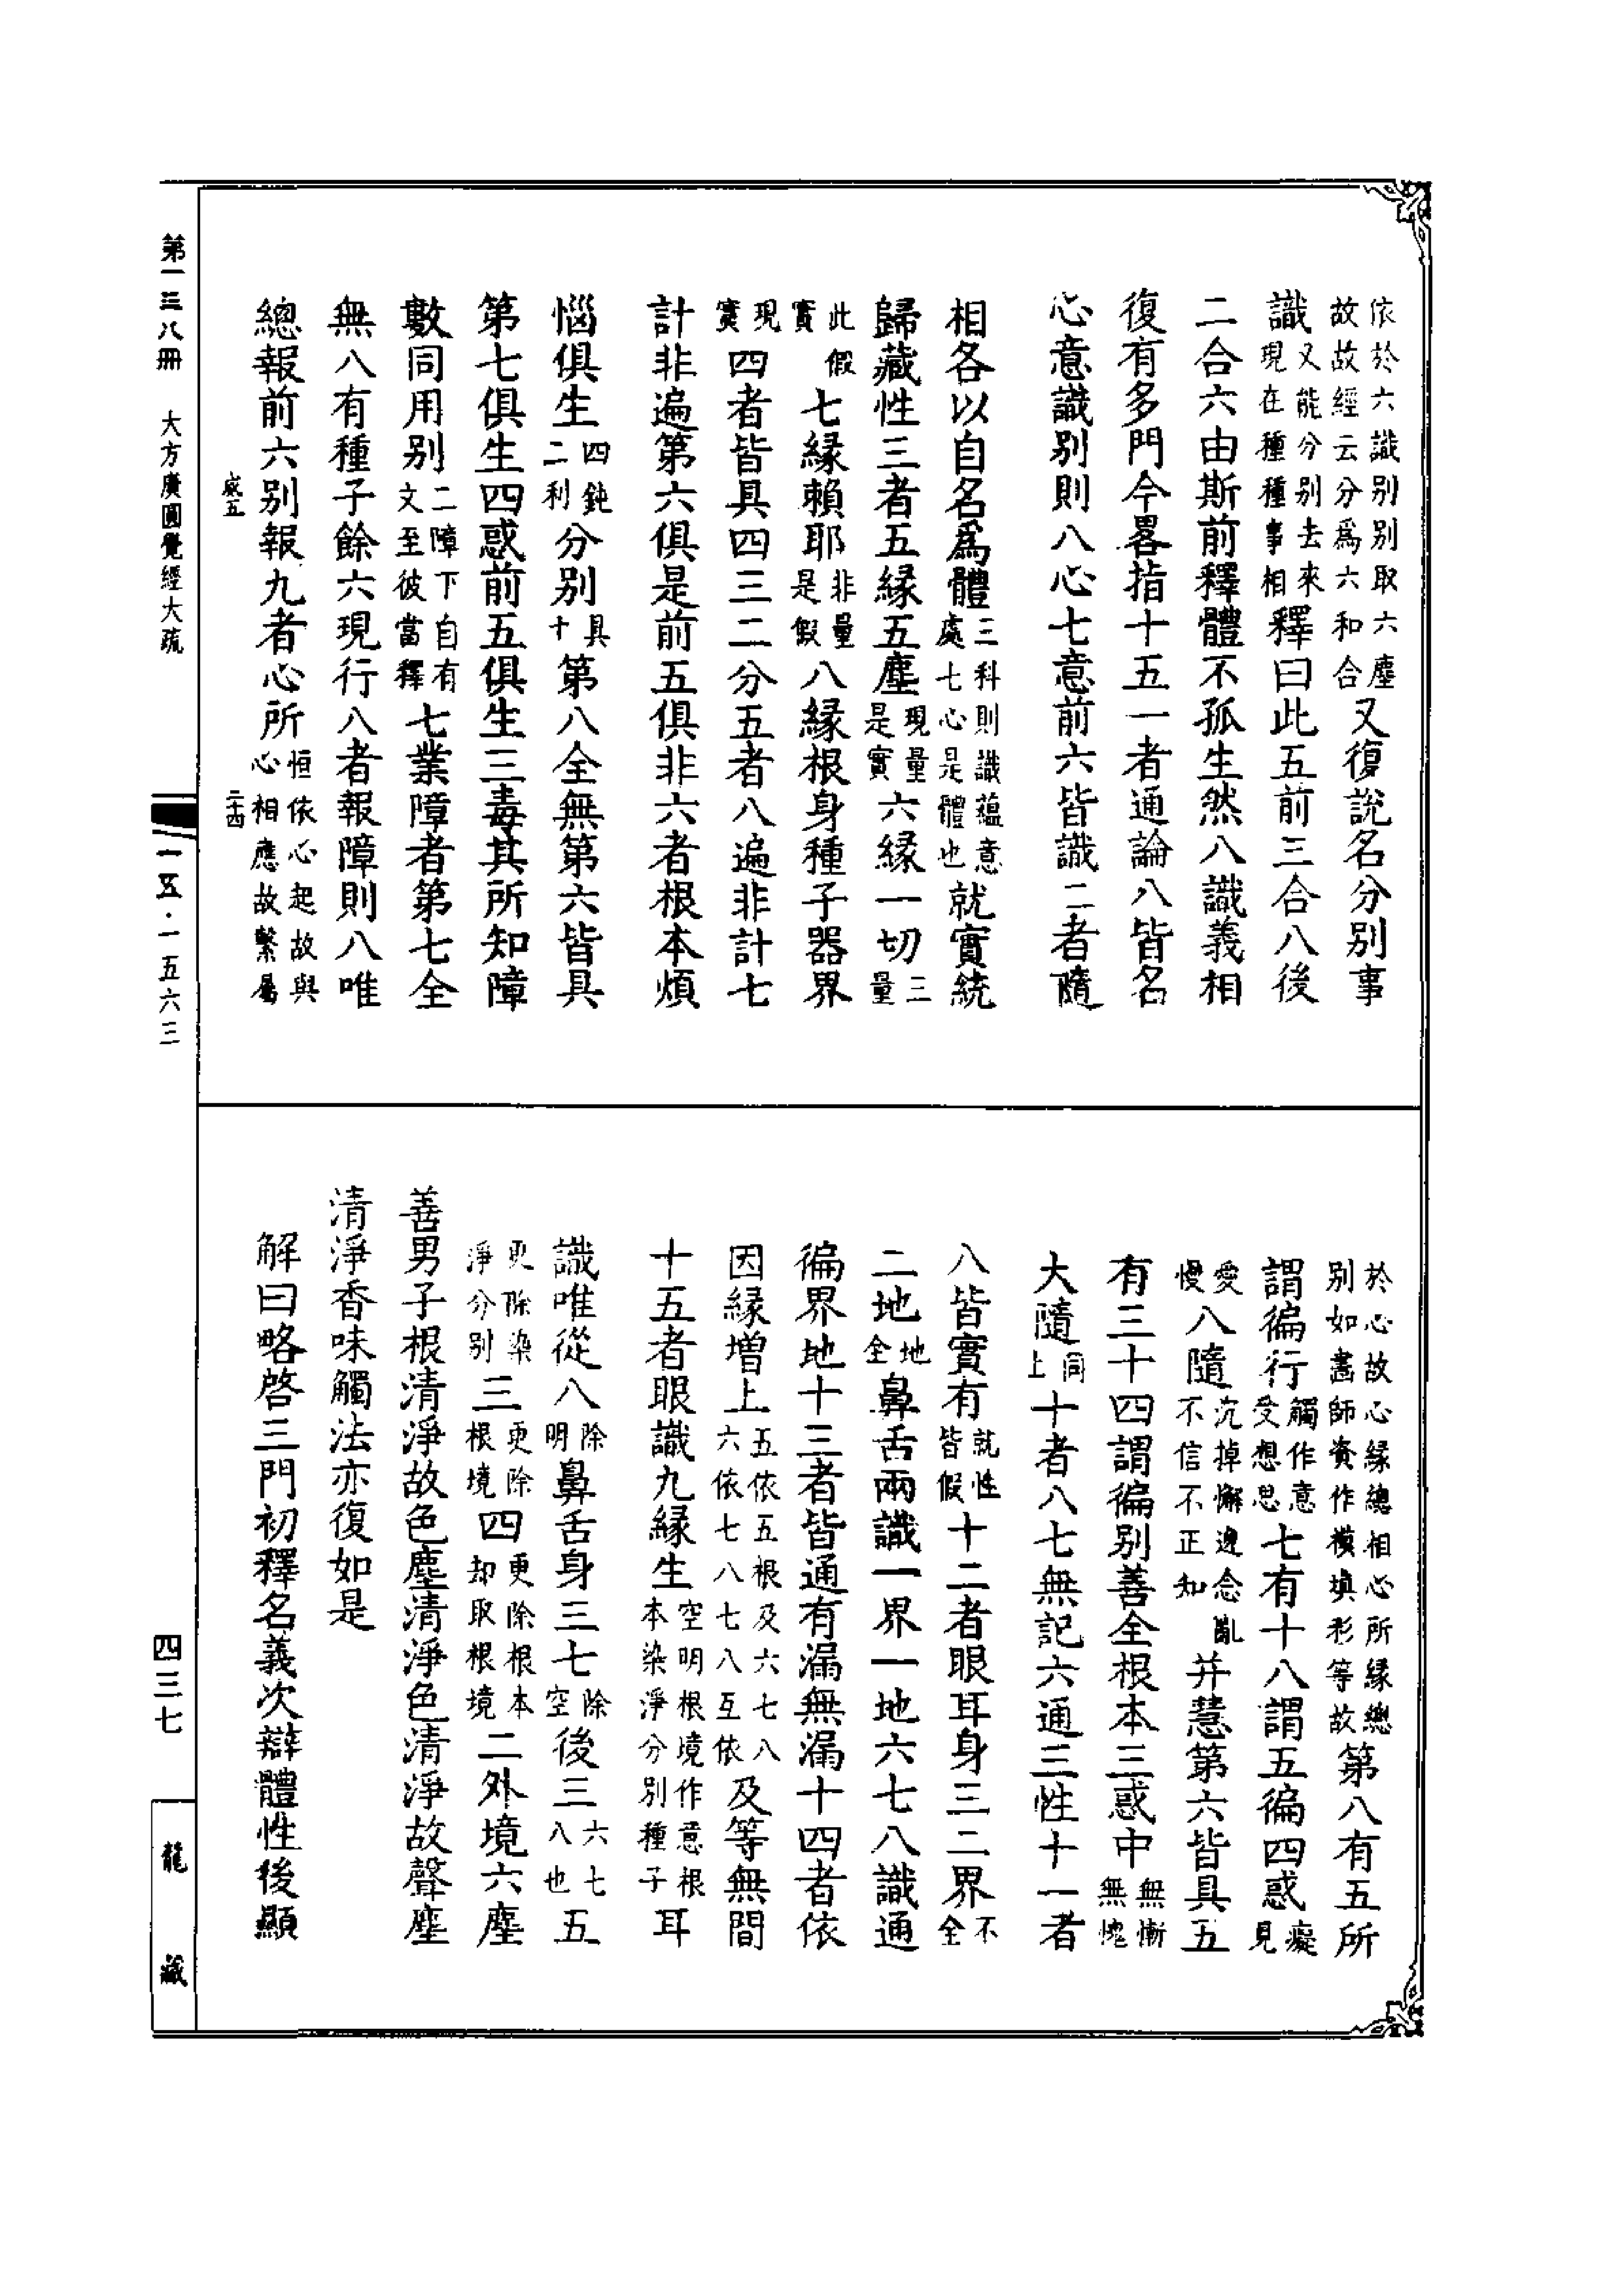 依於六識別別取六塵故故經云分爲六和合又復說名分別事
識又能分別去來現在種種事相釋曰此五前三合八後
二合六由斯前釋體不孤生然八識義相
復有多門今畧指十五一者通論八皆名
心意識別則八心七意前六皆識二者隨
相各以自名爲體三科則識蘊意處七心是體也就實統
歸藏性三者五緣五塵現量是實六緣一切三量
此假實七緣賴耶非量是假八緣根身種子器界
現實四者皆具四三二分五者八遍非計七
計非遍第六俱是前五俱非六者根本煩
惱俱生四鈍二利分別具十第八全無第六皆具
第七俱生四惑前五俱生三毒其所知障
數同用別二障下自有文至彼當釋七業障者第七全
無八有種子餘六現行八者報障則八唯
總報前六別報九者心所恒依心起故與心相應故繫屬
咸五 二十四
於心故心緣總相心所緣總別如畫師資作模填彩等故第八有五所
謂徧行觸作意受想思七有十八謂五徧四惑癡見
愛慢八隨沉掉懈逸念亂不信不正知并慧第六皆具五
有三十四謂徧別善全根本三惑中無慚無愧
大隨同上十者八七無記六通三性十一者
八皆實有就性皆假十二者眼耳身三二界不全
二地地全鼻舌兩識一界一地六七八識通
徧界地十三者皆通有漏無漏十四者依
因緣增上五依五根及六七八六依七八七八互依及等無間
十五者眼識九緣生空明根境作意根本染淨分別種子耳
識唯從八除明鼻舌身三七除空後三六七八也五
更除染淨分別三更除根境四更除根本却取根境二外境六塵
善男子根清淨故色塵清淨色清淨故聲塵
清淨香味觸法亦復如是
解曰略啓三門初釋名義次辯體性後顯
第一三八冊 大方廣圓覺經大疏
一五·一五六三
四三七
龍藏